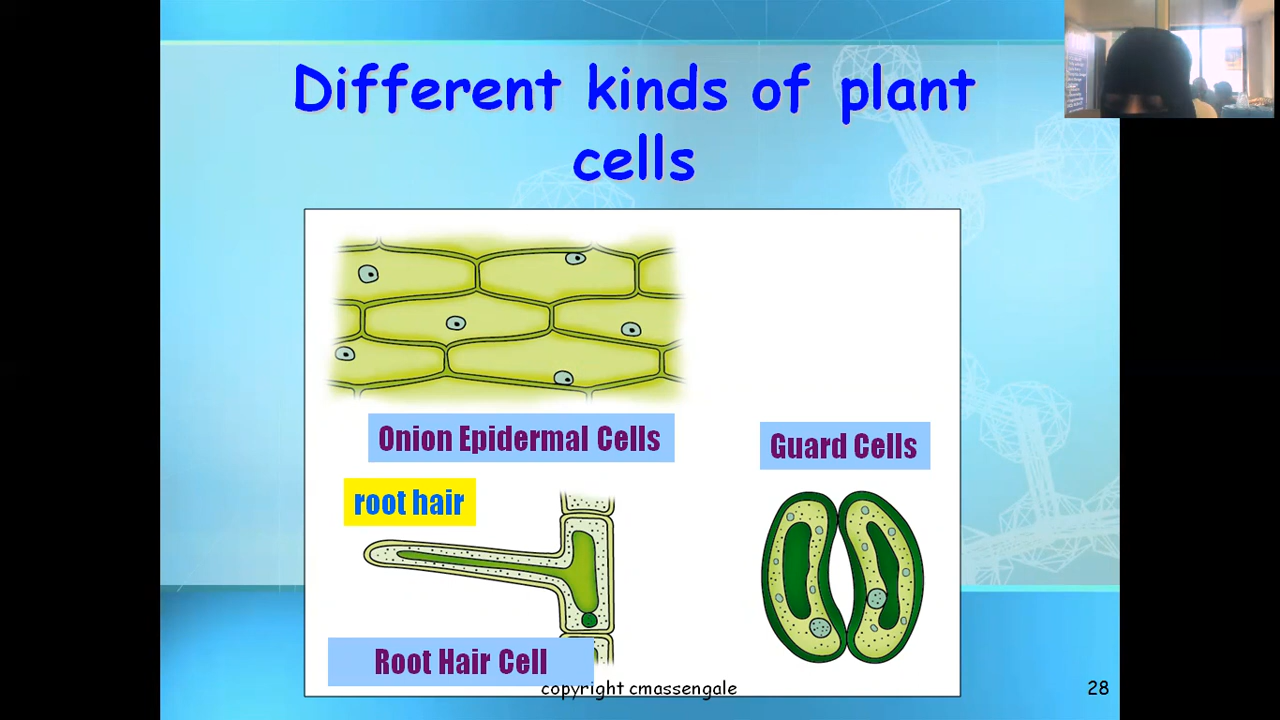 Different kinds of plant
cells
Onion Epidermal Cells
Guard Cells
root hair
Root Hair Cell
copyright cmassengale
28